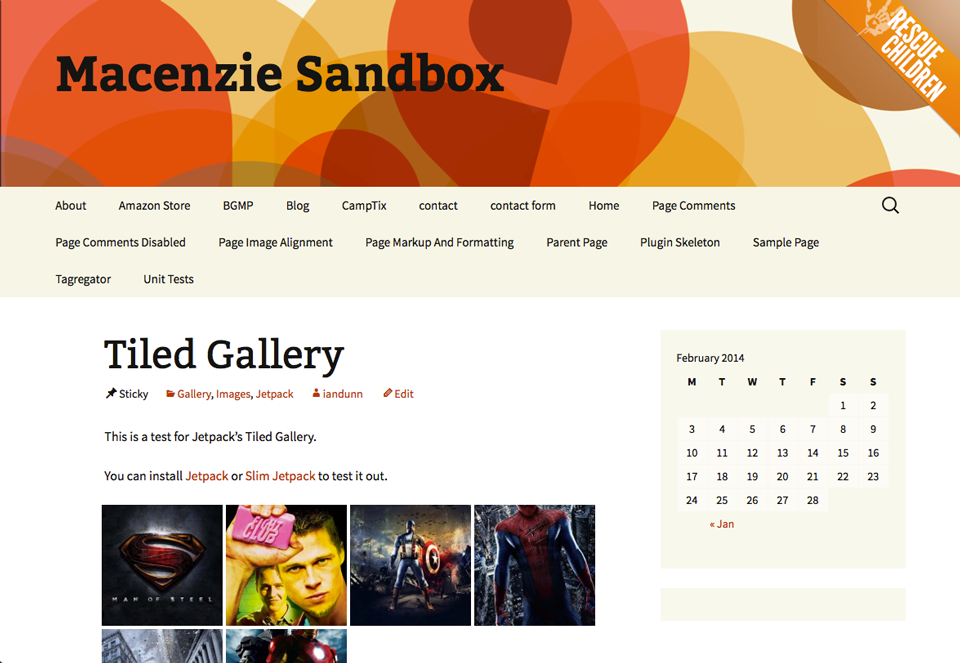 Macenzie Sandbox
RESCUE
CHILDREN
About Amazon Store BGMP Blog CampTix contact contact form Home Page Comments
Page Comments Disabled Page Image Alignment Page Markup And Formatting Parent Page Plugin Skeleton Sample Page
Tagregator Unit Tests
Tiled Gallery
Sticky Gallery, Images, Jetpack iandunn Edit
This is a test for Jetpack's Tiled Gallery.
You can install Jetpack or Slim Jetpack to test it out.
MAN OF STEEL
FIGHT
CLUB
February 2014
M T W T F S S
1 2
3 4 5 6 7 8 9
10 11 12 13 14 15 16
17 18 19 20 21 22 23
24 25 26 27 28
« Jan